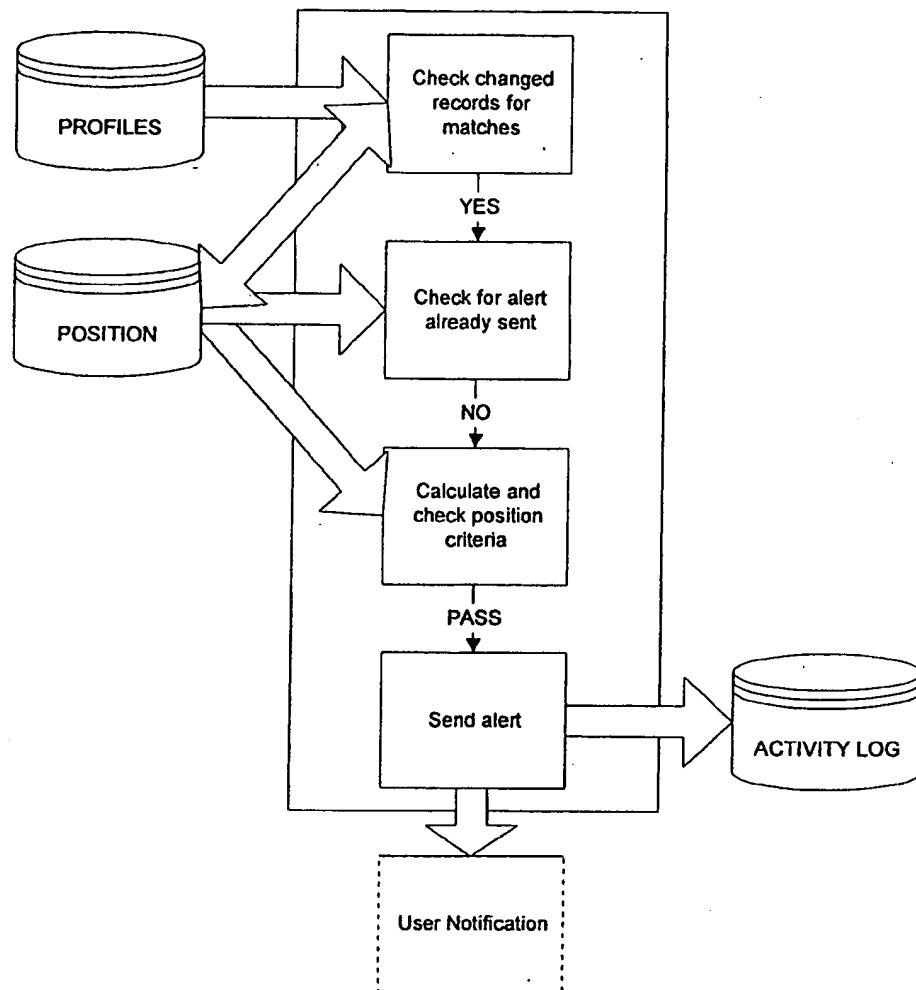 PROFILES
Check changed
records for
matches
YES
POSITION
Check for alert
already sent
NO
Calculate and
check position
criteria
PASS
Send alert
ACTIVITY LOG
User Notification